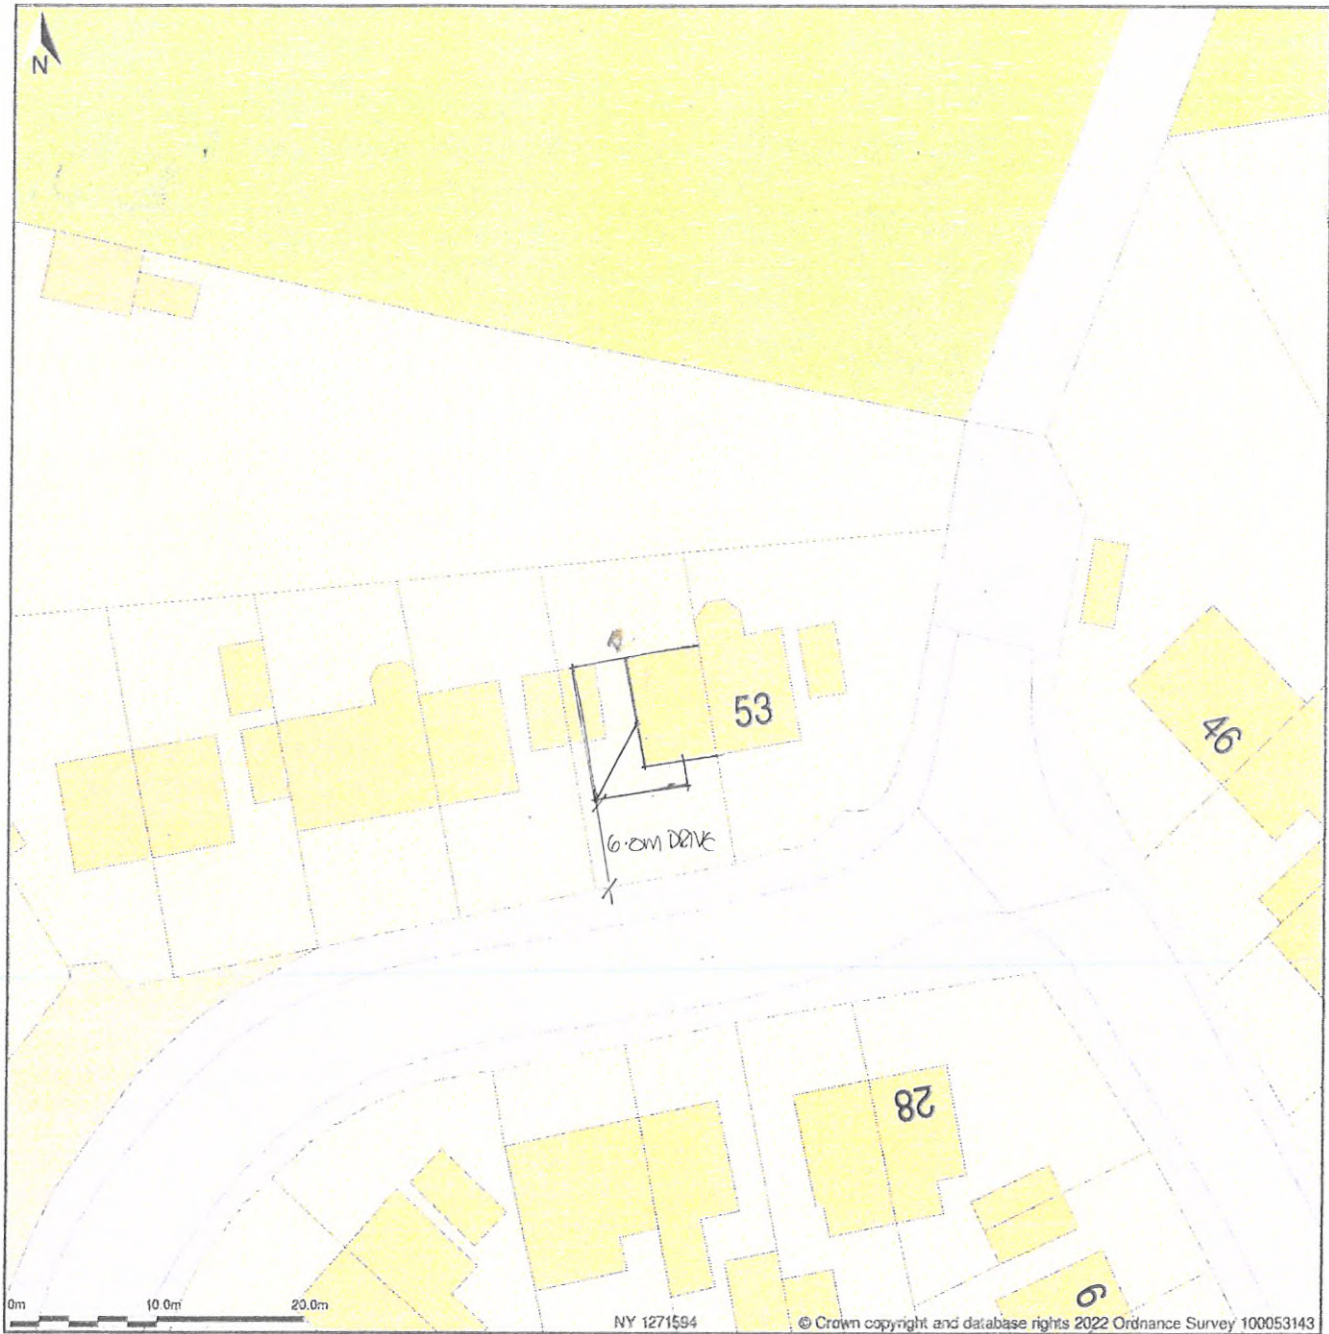 N
53
46
6.0M DRIVE
28
6
0m 10.0m 20.0m
NY 1271594
© Crown copyright and database rights 2022 Ordnance Survey 100053143